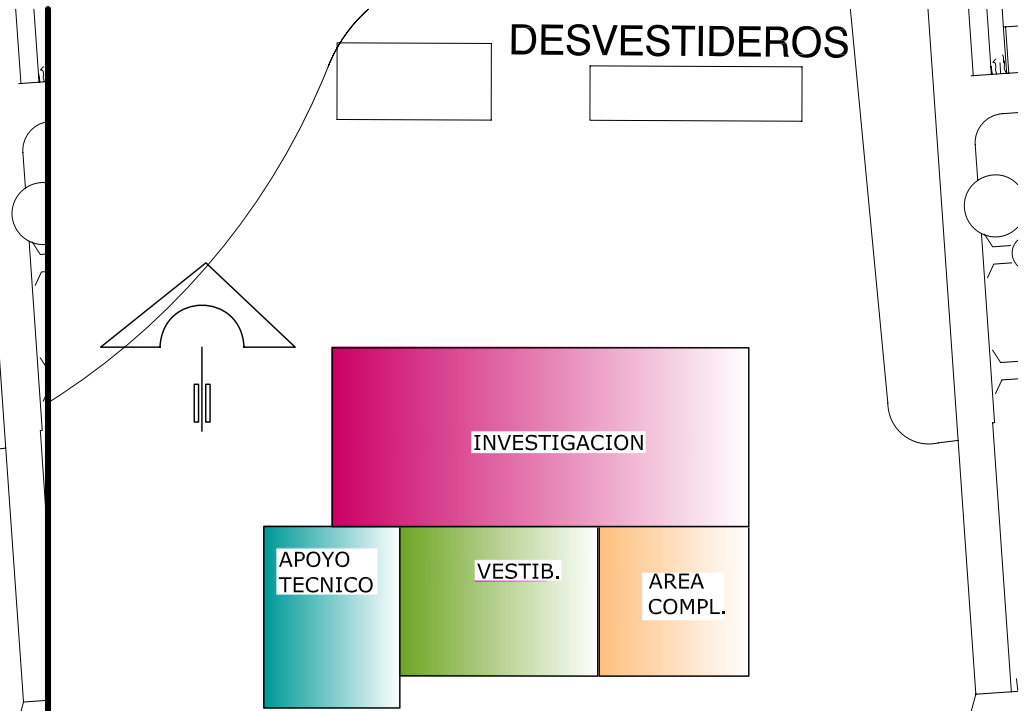 DESVESTIDEROS
INVESTIGACION
APOYO
TECNICO
VESTIB.
AREA
COMPL.